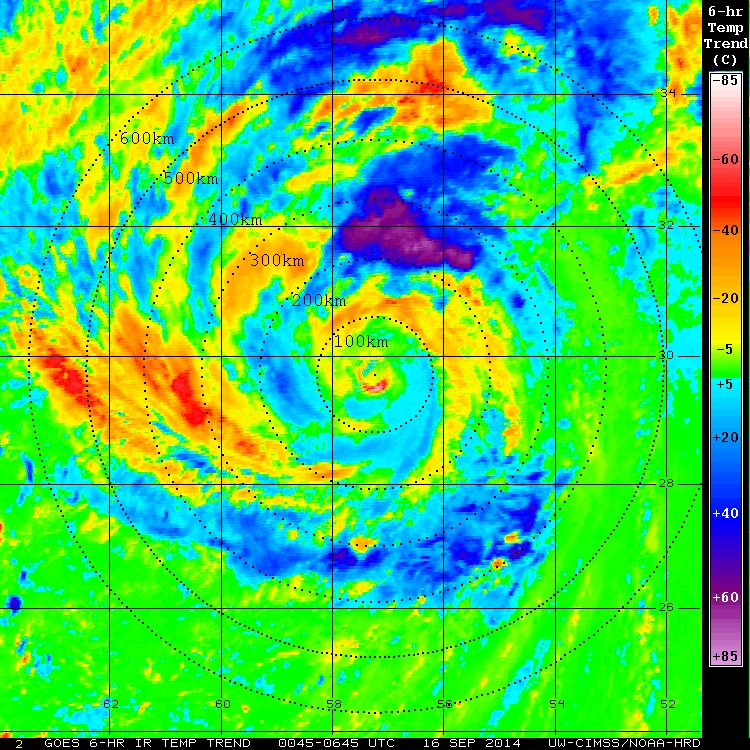 6-hr
Temp
Trend
(C)
-85
-60
-40
-20
-5
+5
+20
+40
+60
+85
34
32
30
28
26
600km
500km
400km
300km
200km
100km
62 60 58 56 54 52
2 GOES 6-HR IR TEMP TREND 0045-0645 UTC 16 SEP 2014 UW-CIMSS/NOAA-HRD